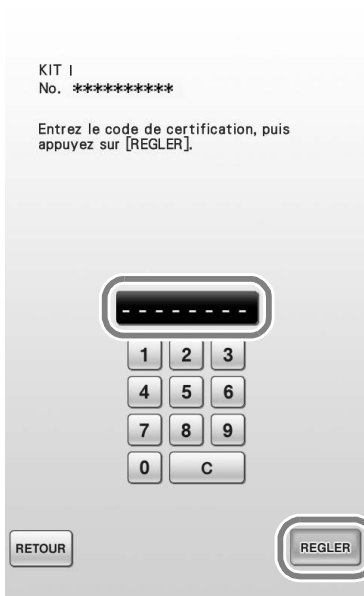 KIT I
No. **********
Entrez le code de certification, puis
appuyez sur [REGLER].
- - - - - - - -
1 2 3
4 5 6
7 8 9
0 C
RETOUR
REGLER